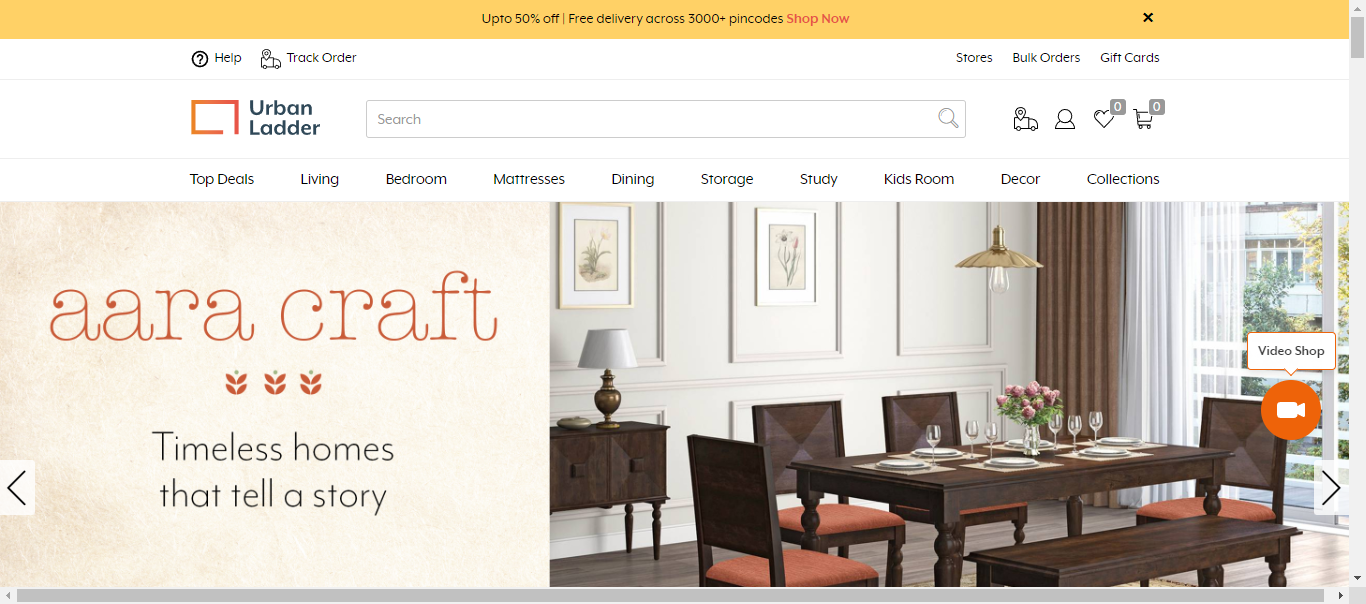 Upto 50% off | Free delivery across 3000+ pincodes Shop Now
Help
Track Order
Stores
Bulk Orders
Gift Cards
Urban
Ladder
Search
0
0
Top Deals
Living
Bedroom
Mattresses
Dining
Storage
Study
Kids Room
Decor
Collections
aara craft
Timeless homes
that tell a story
Video Shop